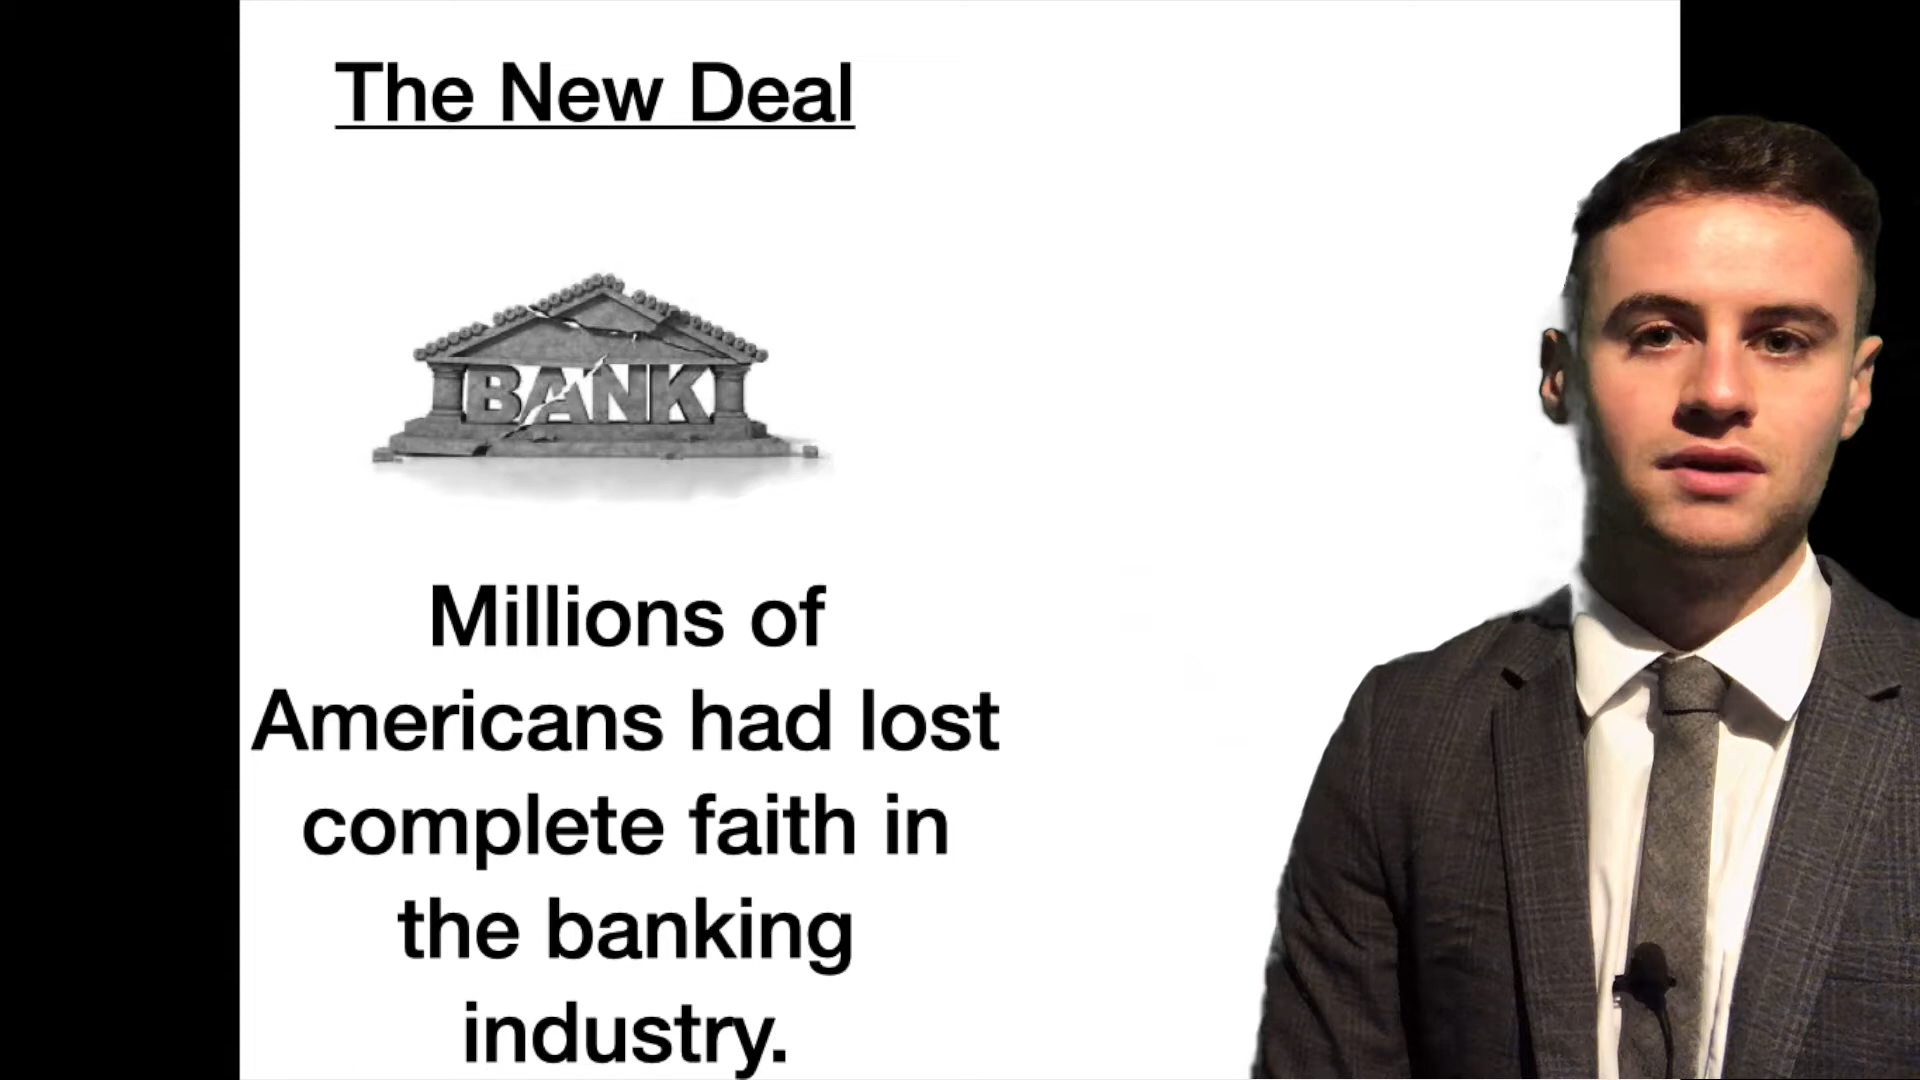 The New Deal
BANK
Millions of
Americans had lost
complete faith in
the banking
industry.